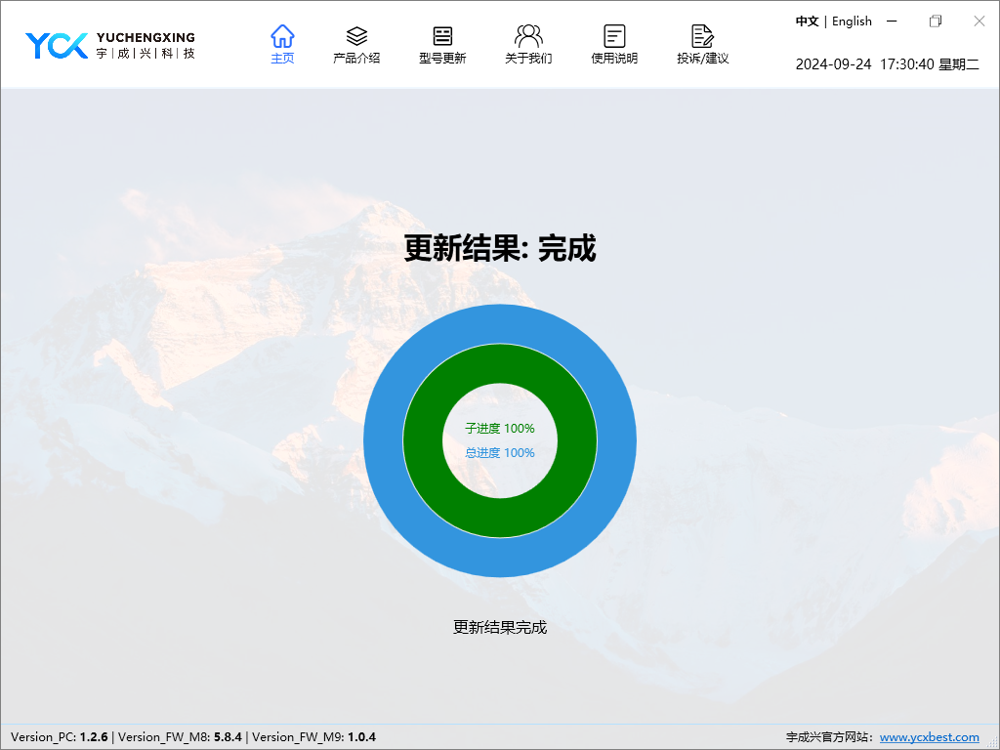 YCX YUCHENGXING
宇|成|兴|科|技
主页 产品介绍 型号更新 关于我们 使用说明 投诉/建议
中文 | English
2024-09-24 17:30:40 星期二
更新结果: 完成
子进度 100%
总进度 100%
更新结果完成
Version_PC: 1.2.6 | Version_FW_M8: 5.8.4 | Version_FW_M9: 1.0.4
宇成兴官方网站: www.ycxbest.com